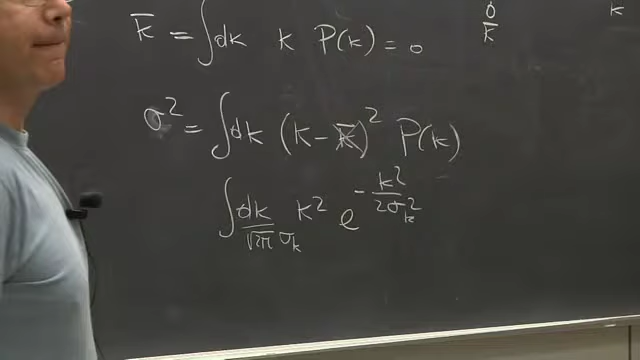 k̅ = ∫dk k P(k) = 0
0
k̅
k
σ² = ∫dk (k - k̅)² P(k)
∫ dk/√2π σₖ k² e^(-k²/2σₖ²)